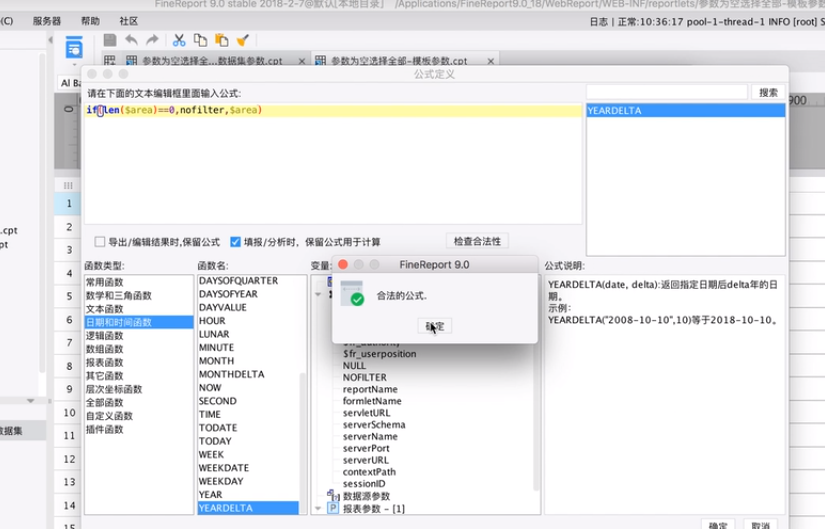 FineReport 9.0 stable 2018-2-7@默认[本地目录] /Applications/FineReport9.0_18/WebReport/WEB-INF/reportlets/参数为空选择全部-模板参数
(C) 服务器 帮助 社区
日志 | 正常:10:36:17 pool-1-thread-1 INFO [root] S
参数为空选择全...数据集参数.cpt
参数为空选择全部-模板参数.cpt
公式定义
Al Ba
请在下面的文本编辑框里面输入公式:
搜索
900
if(len($area)==0,nofilter,$area)
YEARDELTA
导出/编辑结果时,保留公式
填报/分析时，保留公式用于计算
检查合法性
函数类型:
函数名:
变量:
公式说明:
FineReport 9.0
合法的公式.
确定
常用函数
数学和三角函数
文本函数
日期和时间函数
逻辑函数
数组函数
报表函数
其它函数
层次坐标函数
全部函数
自定义函数
插件函数
DAYSOFQUARTER
DAYSOFYEAR
DAYVALUE
HOUR
LUNAR
MINUTE
MONTH
MONTHDELTA
NOW
SECOND
TIME
TODATE
TODAY
WEEK
WEEKDATE
WEEKDAY
YEAR
YEARDELTA
$fr_authority
$fr_userposition
NULL
NOFILTER
reportName
formletName
servletURL
serverSchema
serverName
serverPort
serverURL
contextPath
sessionID
数据源参数
报表参数 - [1]
YEARDELTA(date, delta):返回指定日期后delta年的日
期。
示例:
YEARDELTA("2008-10-10",10)等于2018-10-10。
.cpt
pt
数据集
1
2
3
4
5
6
7
8
9
10
11
12
13
14
15
确定
取消